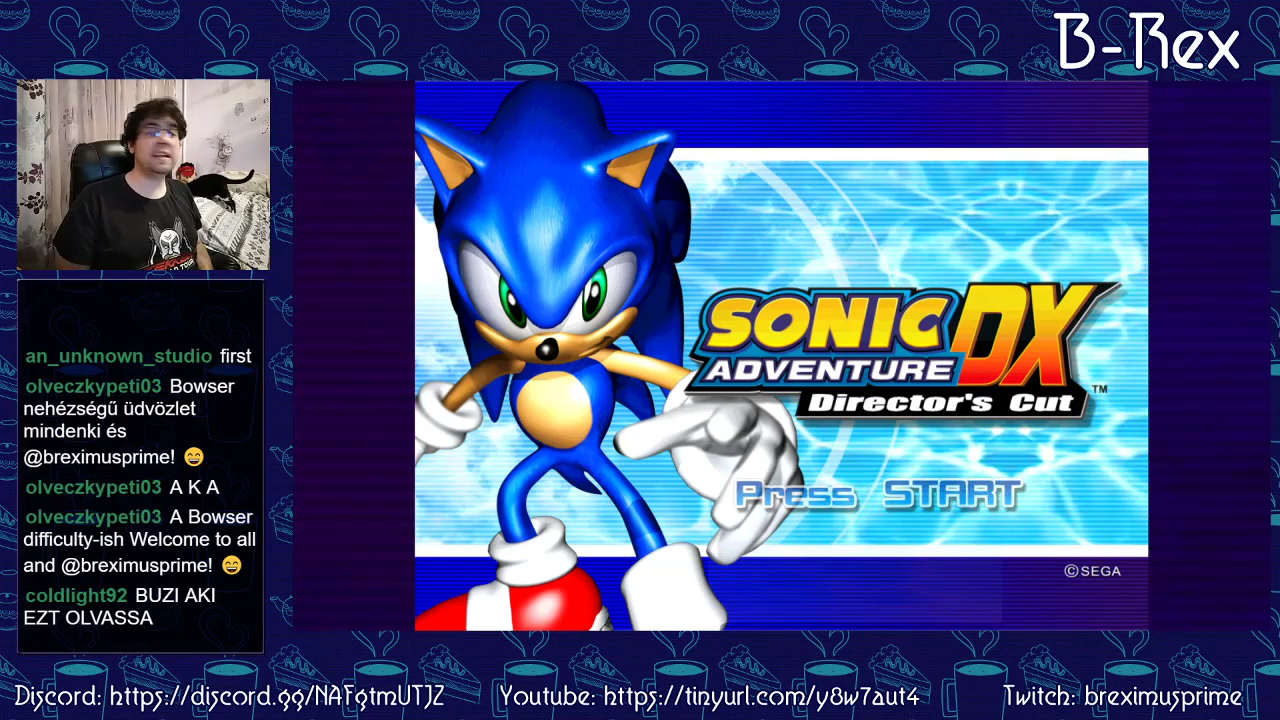 B-Rex
SONIC
ADVENTURE
DX
Director's Cut
TM
Press START
©SEGA
an_unknown_studio first
olveczkypeti03 Bowser
nehézségű üdvözlet
mindenki és
@breximusprime! 😄
olveczkypeti03 A K A
olveczkypeti03 A Bowser
difficulty-ish Welcome to all
and @breximusprime! 😄
coldlight92 BUZI AKI
EZT OLVASSA
Discord: https://discord.gg/NAFgtmUTJZ Youtube: https://tinyurl.com/y8w7aut4 Twitch: breximusprime